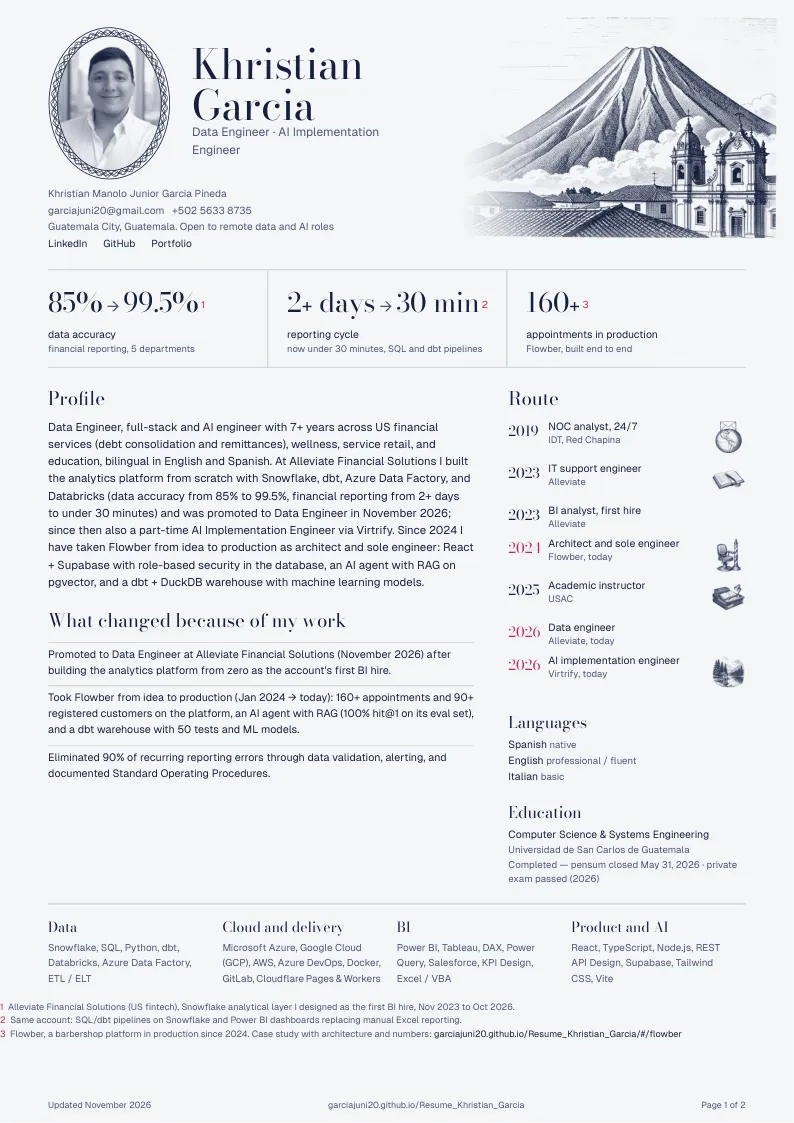 Khristian
Garcia
Data Engineer · AI Implementation
Engineer
Khristian Manolo Junior Garcia Pineda
garciajuni20@gmail.com +502 5633 8735
Guatemala City, Guatemala. Open to remote data and AI roles
LinkedIn GitHub Portfolio
85% → 99.5% 1
data accuracy
financial reporting, 5 departments
2+ days → 30 min 2
reporting cycle
now under 30 minutes, SQL and dbt pipelines
160+ 3
appointments in production
Flowber, built end to end
Profile
Data Engineer, full-stack and AI engineer with 7+ years across US financial
services (debt consolidation and remittances), wellness, service retail, and
education, bilingual in English and Spanish. At Alleviate Financial Solutions I built
the analytics platform from scratch with Snowflake, dbt, Azure Data Factory, and
Databricks (data accuracy from 85% to 99.5%, financial reporting from 2+ days
to under 30 minutes) and was promoted to Data Engineer in November 2026;
since then also a part-time AI Implementation Engineer via Virtrify. Since 2024 I
have taken Flowber from idea to production as architect and sole engineer: React
+ Supabase with role-based security in the database, an AI agent with RAG on
pgvector, and a dbt + DuckDB warehouse with machine learning models.
What changed because of my work
Promoted to Data Engineer at Alleviate Financial Solutions (November 2026) after
building the analytics platform from zero as the account's first BI hire.
Took Flowber from idea to production (Jan 2024 → today): 160+ appointments and 90+
registered customers on the platform, an AI agent with RAG (100% hit@1 on its eval set),
and a dbt warehouse with 50 tests and ML models.
Eliminated 90% of recurring reporting errors through data validation, alerting, and
documented Standard Operating Procedures.
Route
2019 NOC analyst, 24/7
IDT, Red Chapina
2023 IT support engineer
Alleviate
2023 BI analyst, first hire
Alleviate
2024 Architect and sole engineer
Flowber, today
2025 Academic instructor
USAC
2026 Data engineer
Alleviate, today
2026 AI implementation engineer
Virtrify, today
Languages
Spanish native
English professional / fluent
Italian basic
Education
Computer Science & Systems Engineering
Universidad de San Carlos de Guatemala
Completed — pensum closed May 31, 2026 · private
exam passed (2026)
Data
Snowflake, SQL, Python, dbt,
Databricks, Azure Data Factory,
ETL / ELT
Cloud and delivery
Microsoft Azure, Google Cloud
(GCP), AWS, Azure DevOps, Docker,
GitLab, Cloudflare Pages & Workers
BI
Power BI, Tableau, DAX, Power
Query, Salesforce, KPI Design,
Excel / VBA
Product and AI
React, TypeScript, Node.js, REST
API Design, Supabase, Tailwind
CSS, Vite
1 Alleviate Financial Solutions (US fintech), Snowflake analytical layer I designed as the first BI hire, Nov 2023 to Oct 2026.
2 Same account: SQL/dbt pipelines on Snowflake and Power BI dashboards replacing manual Excel reporting.
3 Flowber, a barbershop platform in production since 2024. Case study with architecture and numbers: garciajuni20.github.io/Resume_Khristian_Garcia/#/flowber
Updated November 2026
garciajuni20.github.io/Resume_Khristian_Garcia
Page 1 of 2